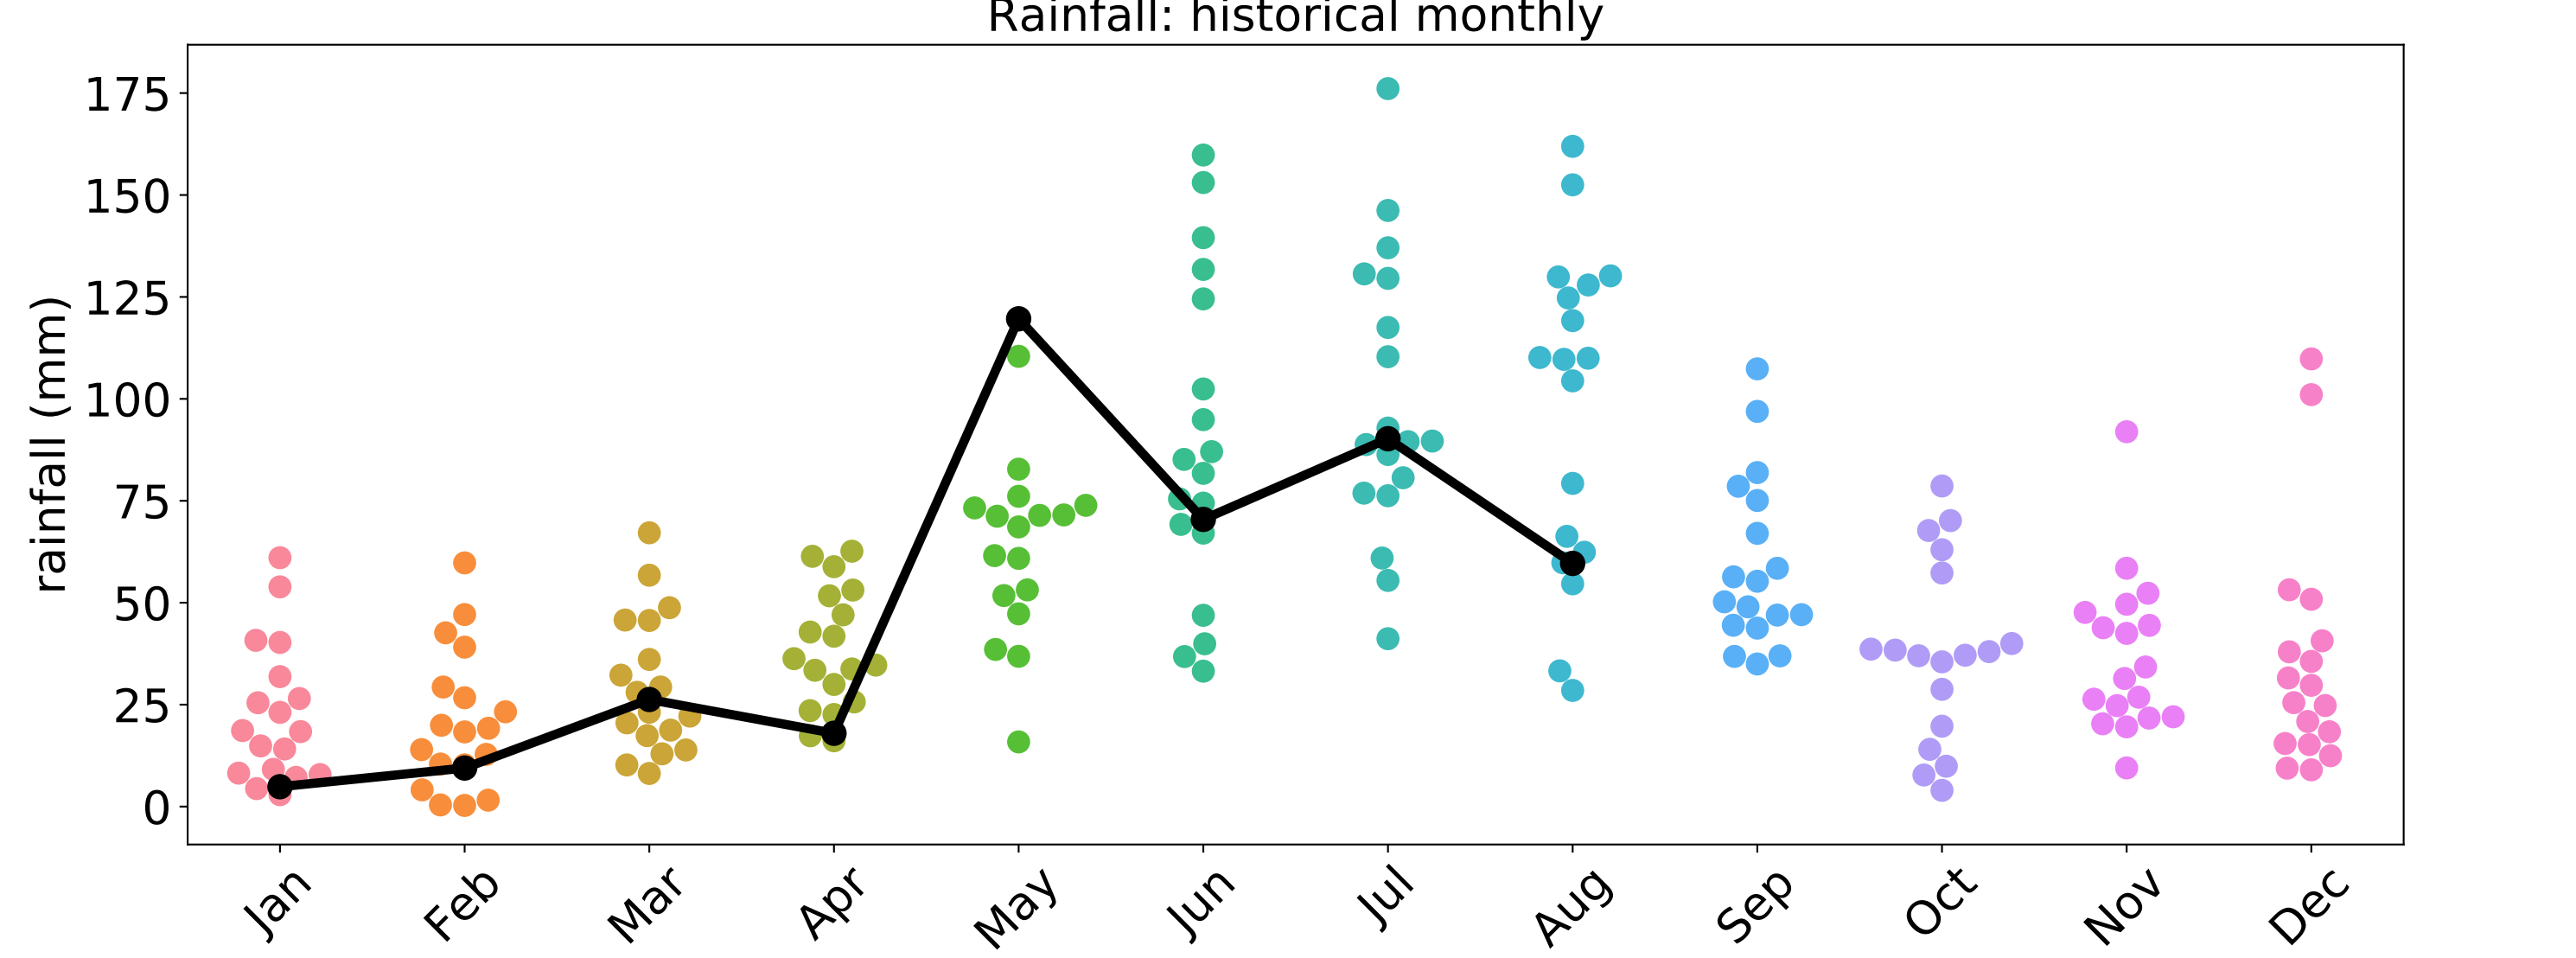 Rainfall: historical monthly
rainfall (mm)
175
150
125
100
75
50
25
0
Jan
Feb
Mar
Apr
May
Jun
Jul
Aug
Sep
Oct
Nov
Dec